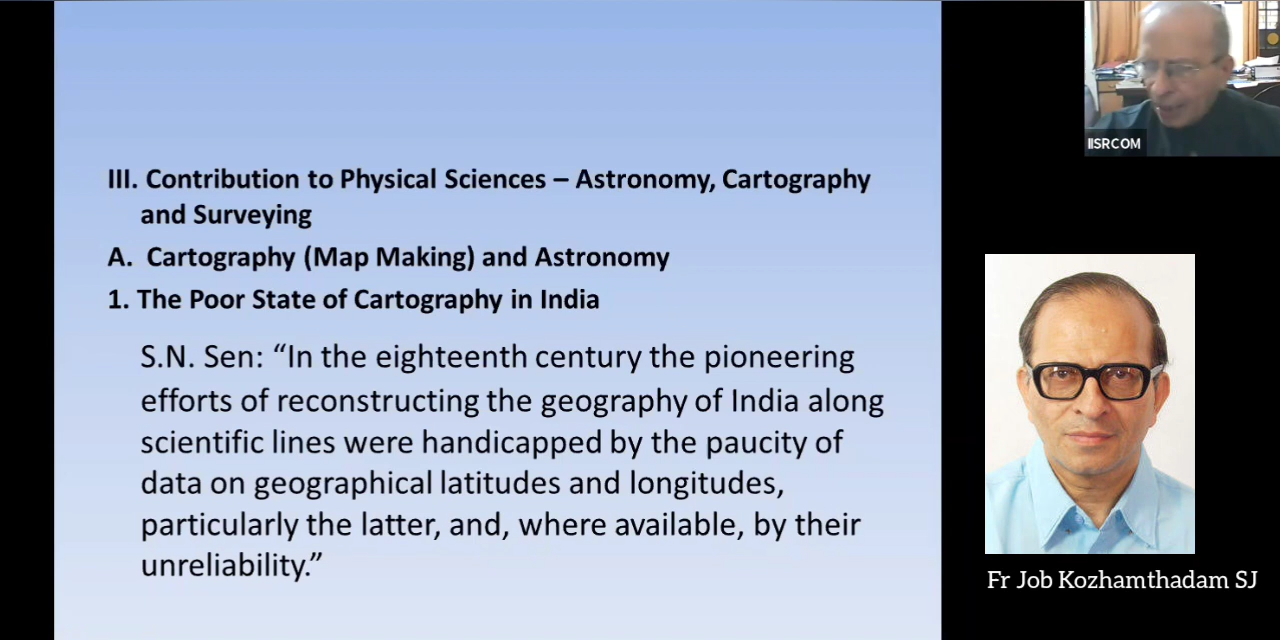 III. Contribution to Physical Sciences – Astronomy, Cartography
and Surveying
A. Cartography (Map Making) and Astronomy
1. The Poor State of Cartography in India
S.N. Sen: “In the eighteenth century the pioneering
efforts of reconstructing the geography of India along
scientific lines were handicapped by the paucity of
data on geographical latitudes and longitudes,
particularly the latter, and, where available, by their
unreliability.”
IISRCOM
Fr Job Kozhamthadam SJ